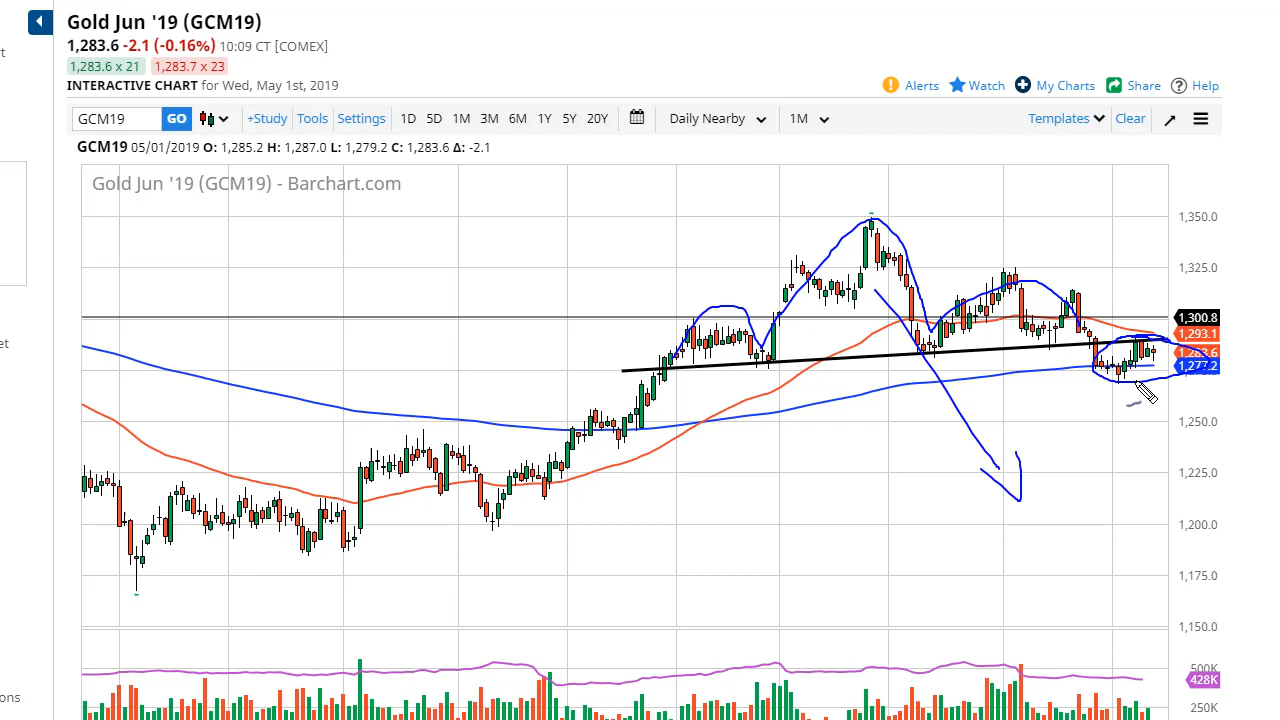 Gold Jun '19 (GCM19)
1,283.6 -2.1 (-0.16%) 10:09 CT [COMEX]
1,283.6 x 21 1,283.7 x 23
INTERACTIVE CHART for Wed, May 1st, 2019
Alerts Watch My Charts Share Help
GCM19 GO +Study Tools Settings 1D 5D 1M 3M 6M 1Y 5Y 20Y Daily Nearby 1M Templates Clear
GCM19 05/01/2019 O: 1,285.2 H: 1,287.0 L: 1,279.2 C: 1,283.6 Δ: -2.1
Gold Jun '19 (GCM19) - Barchart.com
1,350.0
1,325.0
1,300.8
1,293.1
1,283.6
1,277.2
1,250.0
1,225.0
1,200.0
1,175.0
1,150.0
500K
428K
250K
t
et
ons